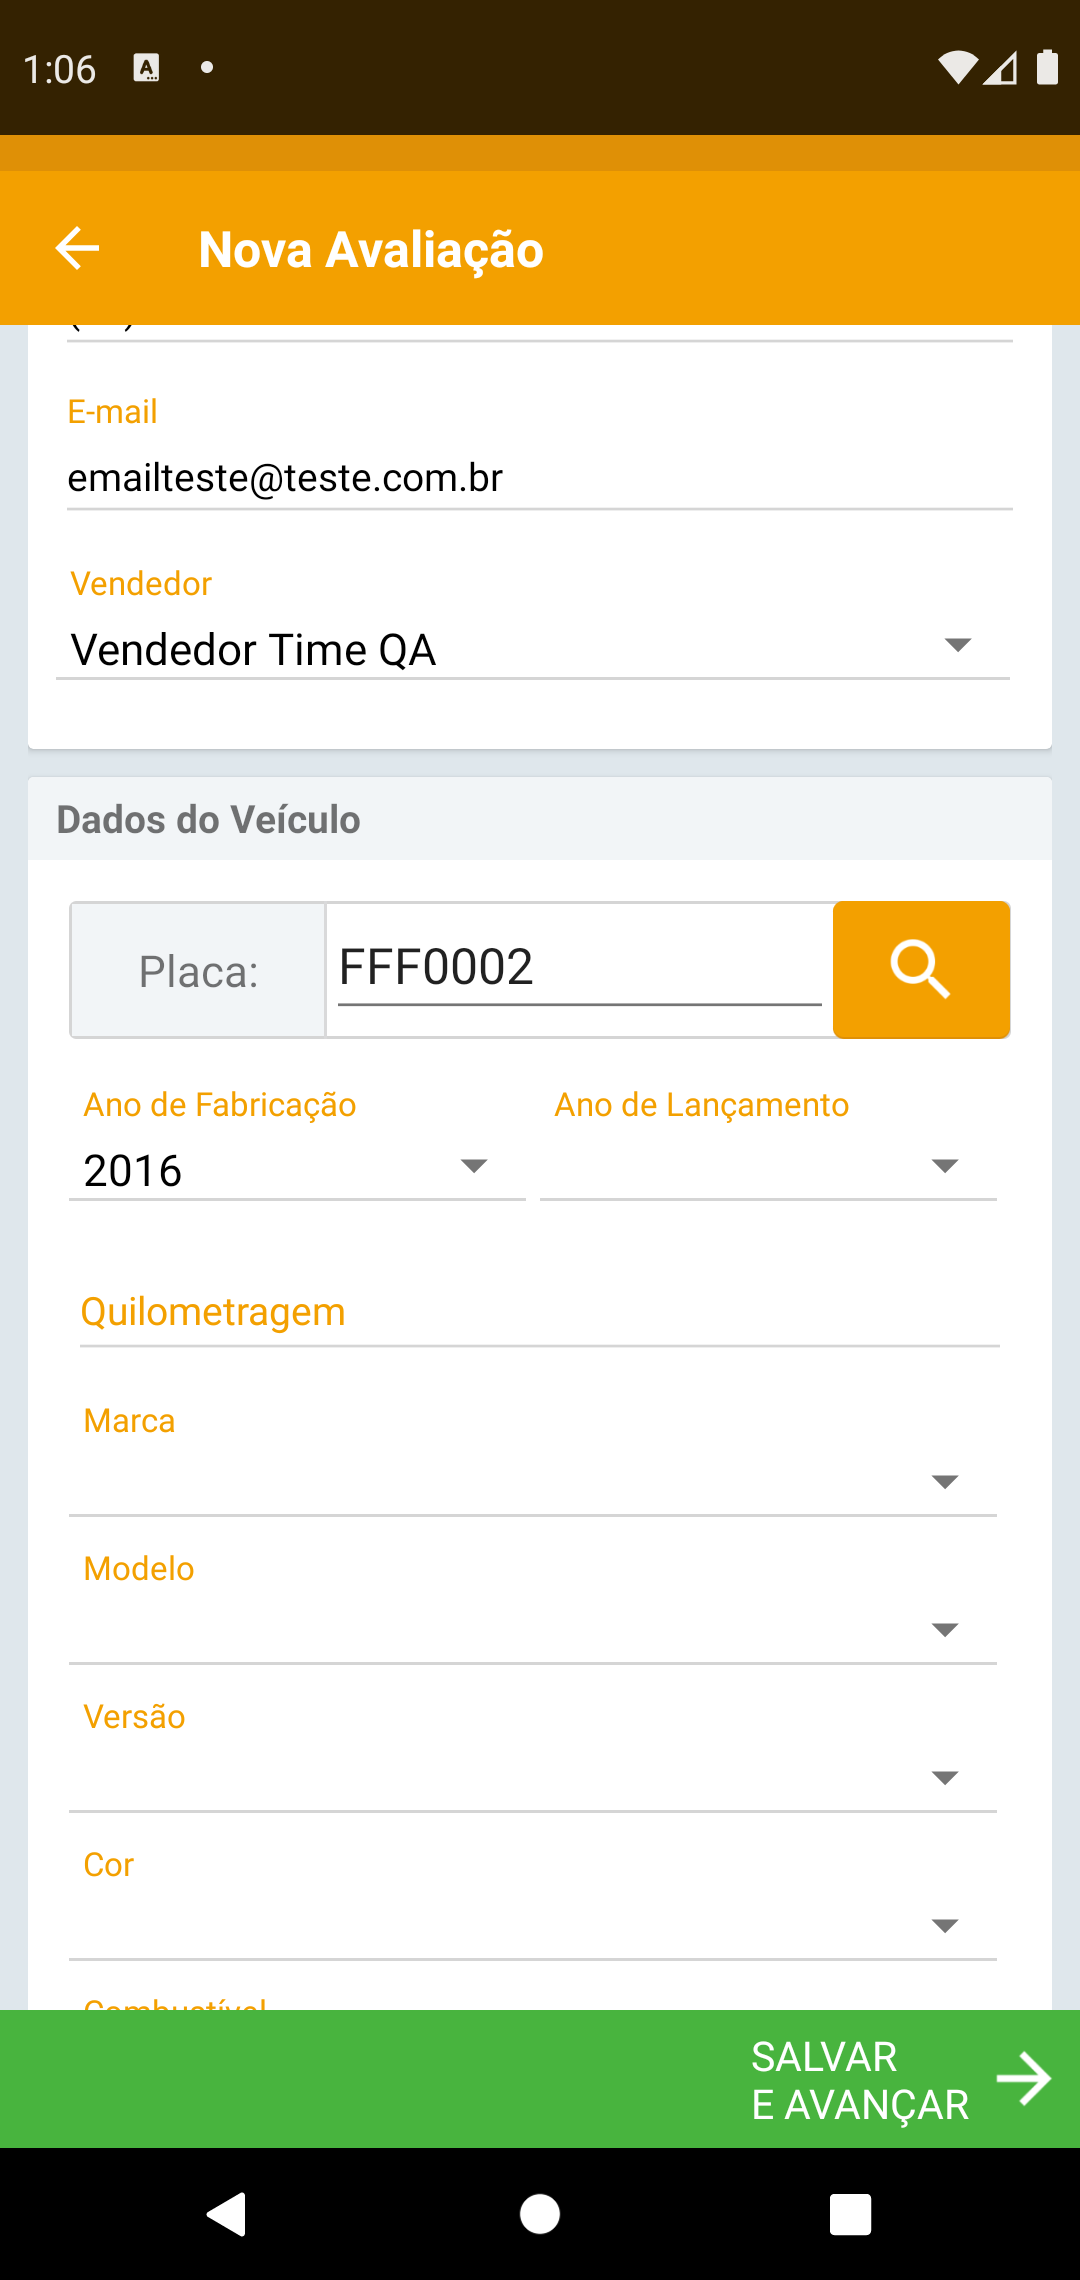 1:06
Nova Avaliação
E-mail
emailteste@teste.com.br
Vendedor
Vendedor Time QA
Dados do Veículo
Placa:
FFF0002
Ano de Fabricação
Ano de Lançamento
2016
Quilometragem
Marca
Modelo
Versão
Cor
Combustível
SALVAR
E AVANÇAR